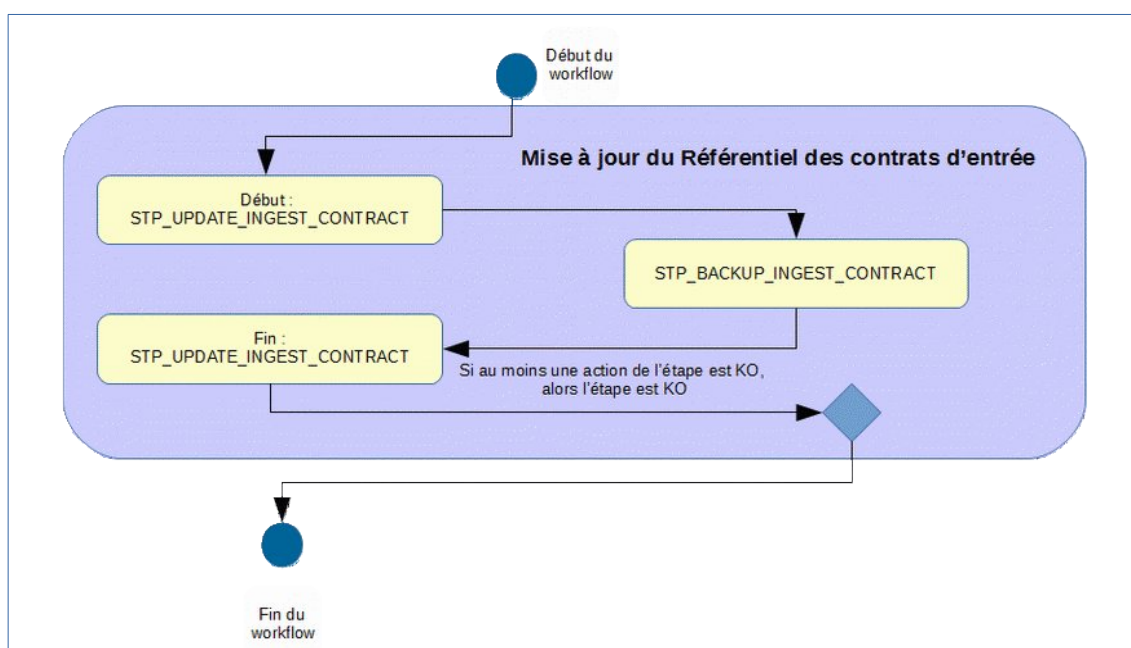 Début du
workflow
Mise à jour du Référentiel des contrats d'entrée
Début :
STP_UPDATE_INGEST_CONTRACT
STP_BACKUP_INGEST_CONTRACT
Fin :
STP_UPDATE_INGEST_CONTRACT
Si au moins une action de l'étape est KO,
alors l'étape est KO
Fin du
workflow